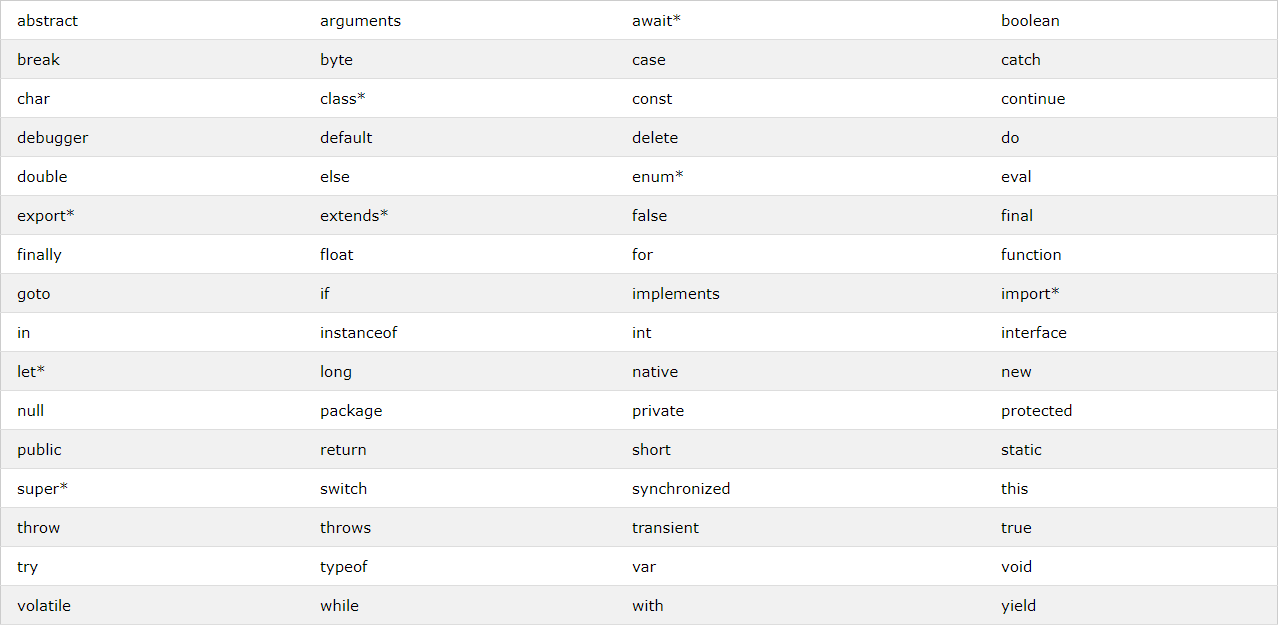 abstract arguments await* boolean
break byte case catch
char class* const continue
debugger default delete do
double else enum* eval
export* extends* false final
finally float for function
goto if implements import*
in instanceof int interface
let* long native new
null package private protected
public return short static
super* switch synchronized this
throw throws transient true
try typeof var void
volatile while with yield